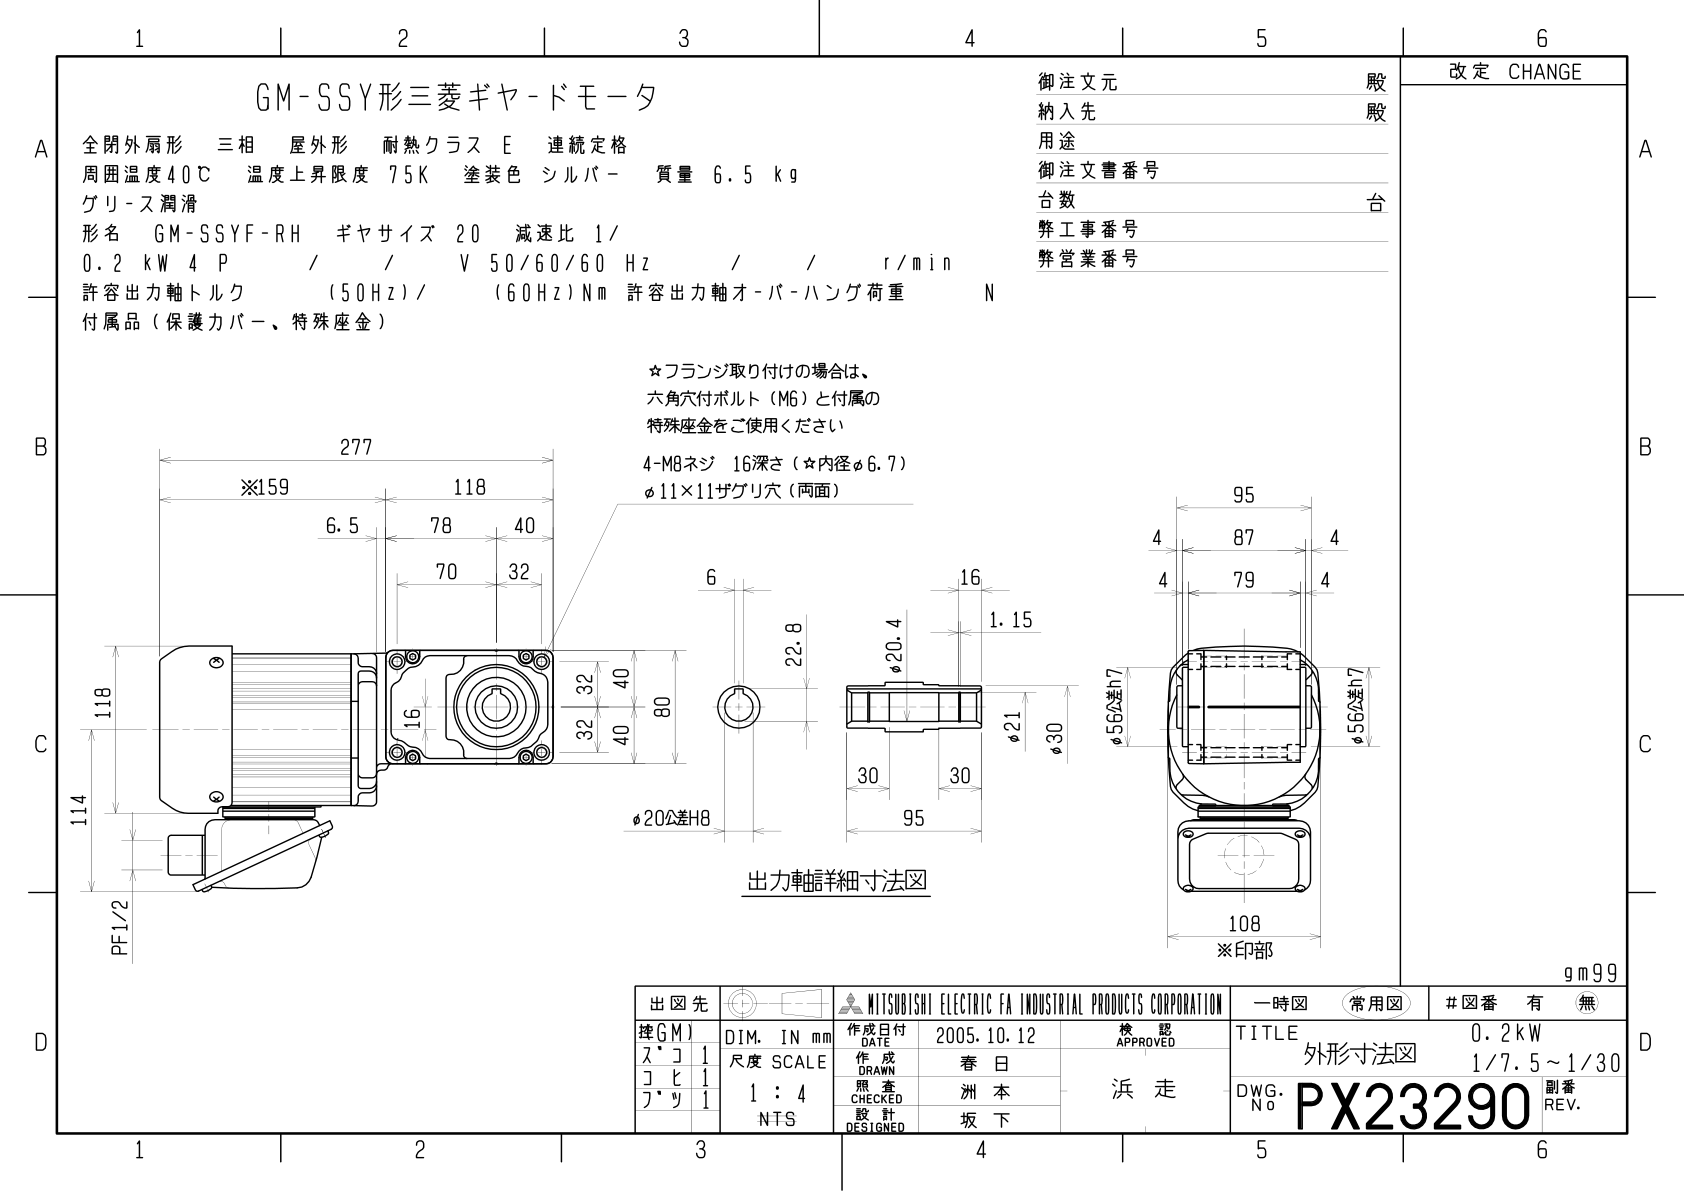 1 2 3 4 5 6
改定 CHANGE
GM-SSY形三菱ギヤ-ドモータ
全閉外扇形 三相 屋外形 耐熱クラス E 連続定格
周囲温度40℃ 温度上昇限度 75K 塗装色 シルバー 質量 6.5 kg
グリ-ス潤滑
形名 GM-SSYF-RH ギヤサイズ 20 減速比 1/
0.2 kW 4 P / / V 50/60/60 Hz / / r/min
許容出力軸トルク (50Hz)/ (60Hz)Nm 許容出力軸オ-バ-ハング荷重 N
付属品(保護カバー、特殊座金)
御注文元 殿
納入先 殿
用途
御注文書番号
台数 台
弊工事番号
弊営業番号
A A
B B
C C
D D
☆フランジ取り付けの場合は、
六角穴付ボルト(M6)と付属の
特殊座金をご使用ください
4-M8ネジ 16深さ(☆内径φ6.7)
φ11×11ザグリ穴(両面)
277
※159 118
6.5 78 40
70 32
118
114
16
32 40
32 40
80
PF1/2
6
22.8
φ20公差H8
16
1.15
φ20.4
φ21
φ30
30 30
95
出力軸詳細寸法図
95
4 87 4
4 79 4
φ56公差h7
φ56公差h7
108
※印部
gm99
出図先
MITSUBISHI ELECTRIC FA INDUSTRIAL PRODUCTS CORPORATION
一時図 常用図 #図番 有 無
GM)
スﾞコ 1
コヒ 1
フﾞツ 1
DIM. IN mm
尺度 SCALE
1 : 4
NTS
作成日付 DATE 2005.10.12
作成 DRAWN 春日
照査 CHECKED 洲本
設計 DESIGNED 坂下
検認 APPROVED
浜走
TITLE
外形寸法図
0.2kW
1/7.5~1/30
DWG. No PX23290
副番 REV.
1 2 3 4 5 6